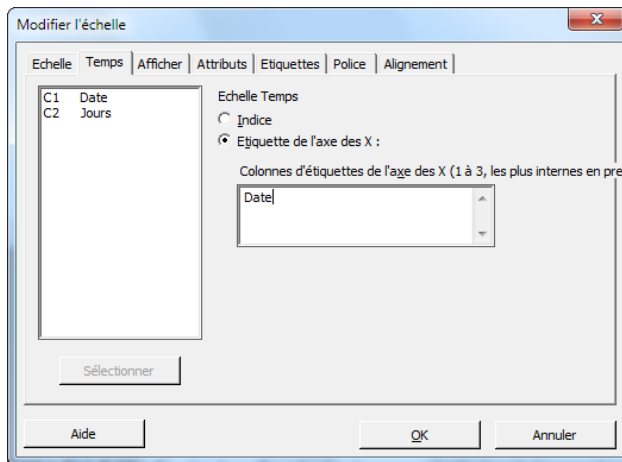 Modifier l'échelle
X
Echelle Temps Afficher Attributs Etiquettes Police Alignement
C1 Date
C2 Jours
Echelle Temps
Indice
Etiquette de l'axe des X :
Colonnes d'étiquettes de l'axe des X (1 à 3, les plus internes en pre
Date
Sélectionner
Aide
OK
Annuler